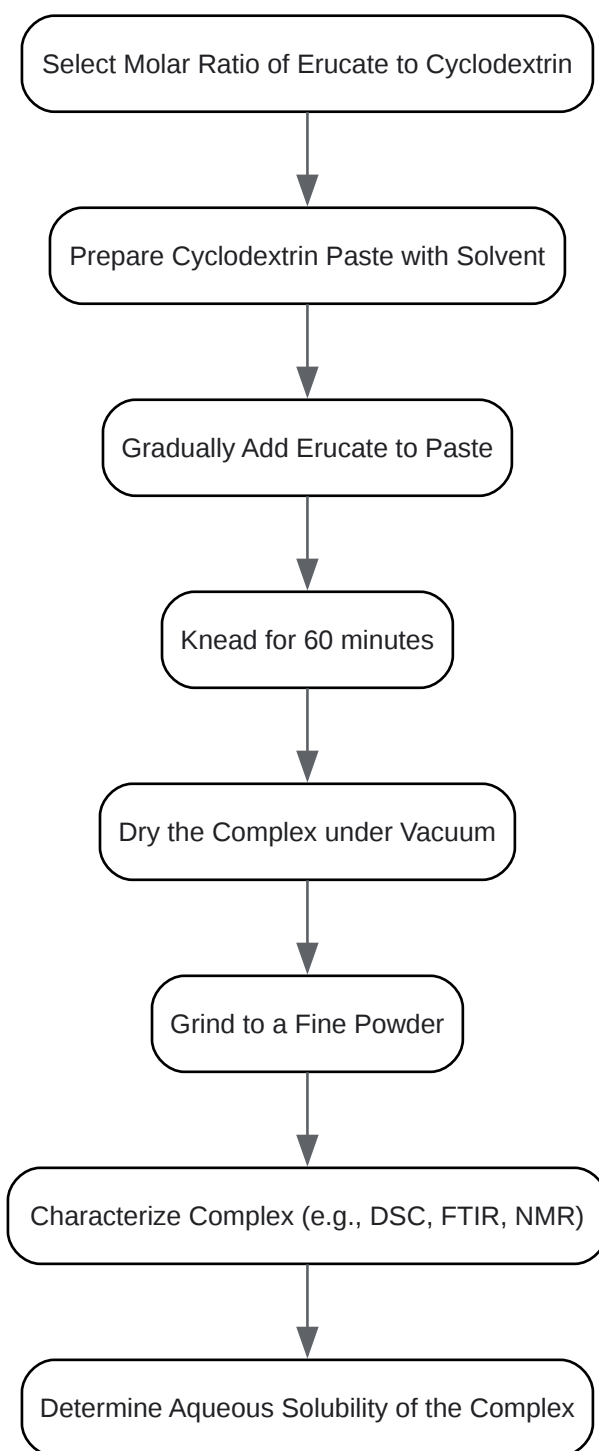 Select Molar Ratio of Erucate to Cyclodextrin
Prepare Cyclodextrin Paste with Solvent
Gradually Add Erucate to Paste
Knead for 60 minutes
Dry the Complex under Vacuum
Grind to a Fine Powder
Characterize Complex (e.g., DSC, FTIR, NMR)
Determine Aqueous Solubility of the Complex